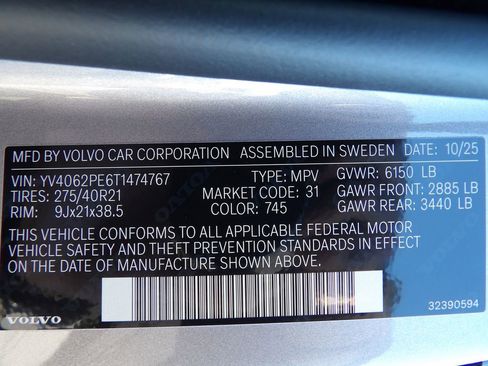 MFD BY VOLVO CAR CORPORATION ASSEMBLED IN SWEDEN DATE: 10/25
VIN: YV4062PE6T1474767 TYPE: MPV GVWR: 6150 LB
TIRES: 275/40R21 MARKET CODE: 31 GAWR FRONT: 2885 LB
RIM: 9Jx21x38.5 COLOR: 745 GAWR REAR: 3440 LB
THIS VEHICLE CONFORMS TO ALL APPLICABLE FEDERAL MOTOR
VEHICLE SAFETY AND THEFT PREVENTION STANDARDS IN EFFECT
ON THE DATE OF MANUFACTURE SHOWN ABOVE.
VOLVO 32390594